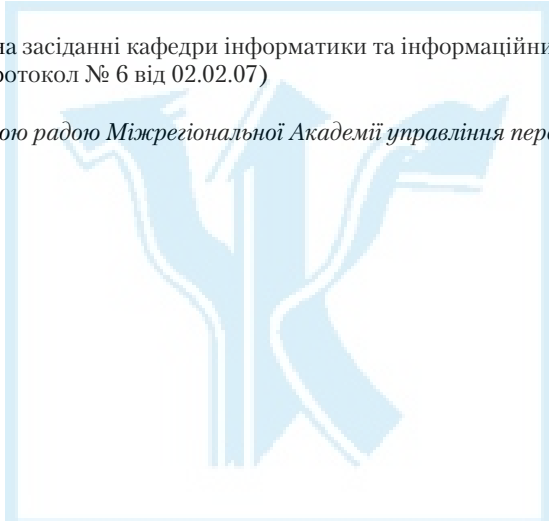 на засіданні кафедри інформатики та інформаційни
ротокол № 6 від 02.02.07)
ою радою Міжрегіональної Академії управління перс